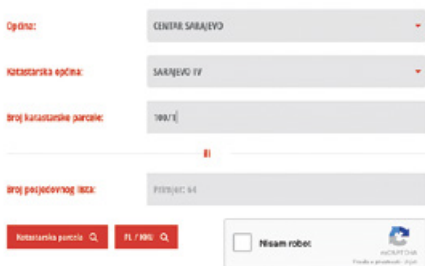 Općina:
CENTAR SARAJEVO
Katastarska općina:
SARAJEVO IV
Broj katastarske parcele:
100/1
ILI
Broj posjedovnog lista:
Primjer: 64
Katastarska parcela
PL / KKU
Nisam robot
reCAPTCHA